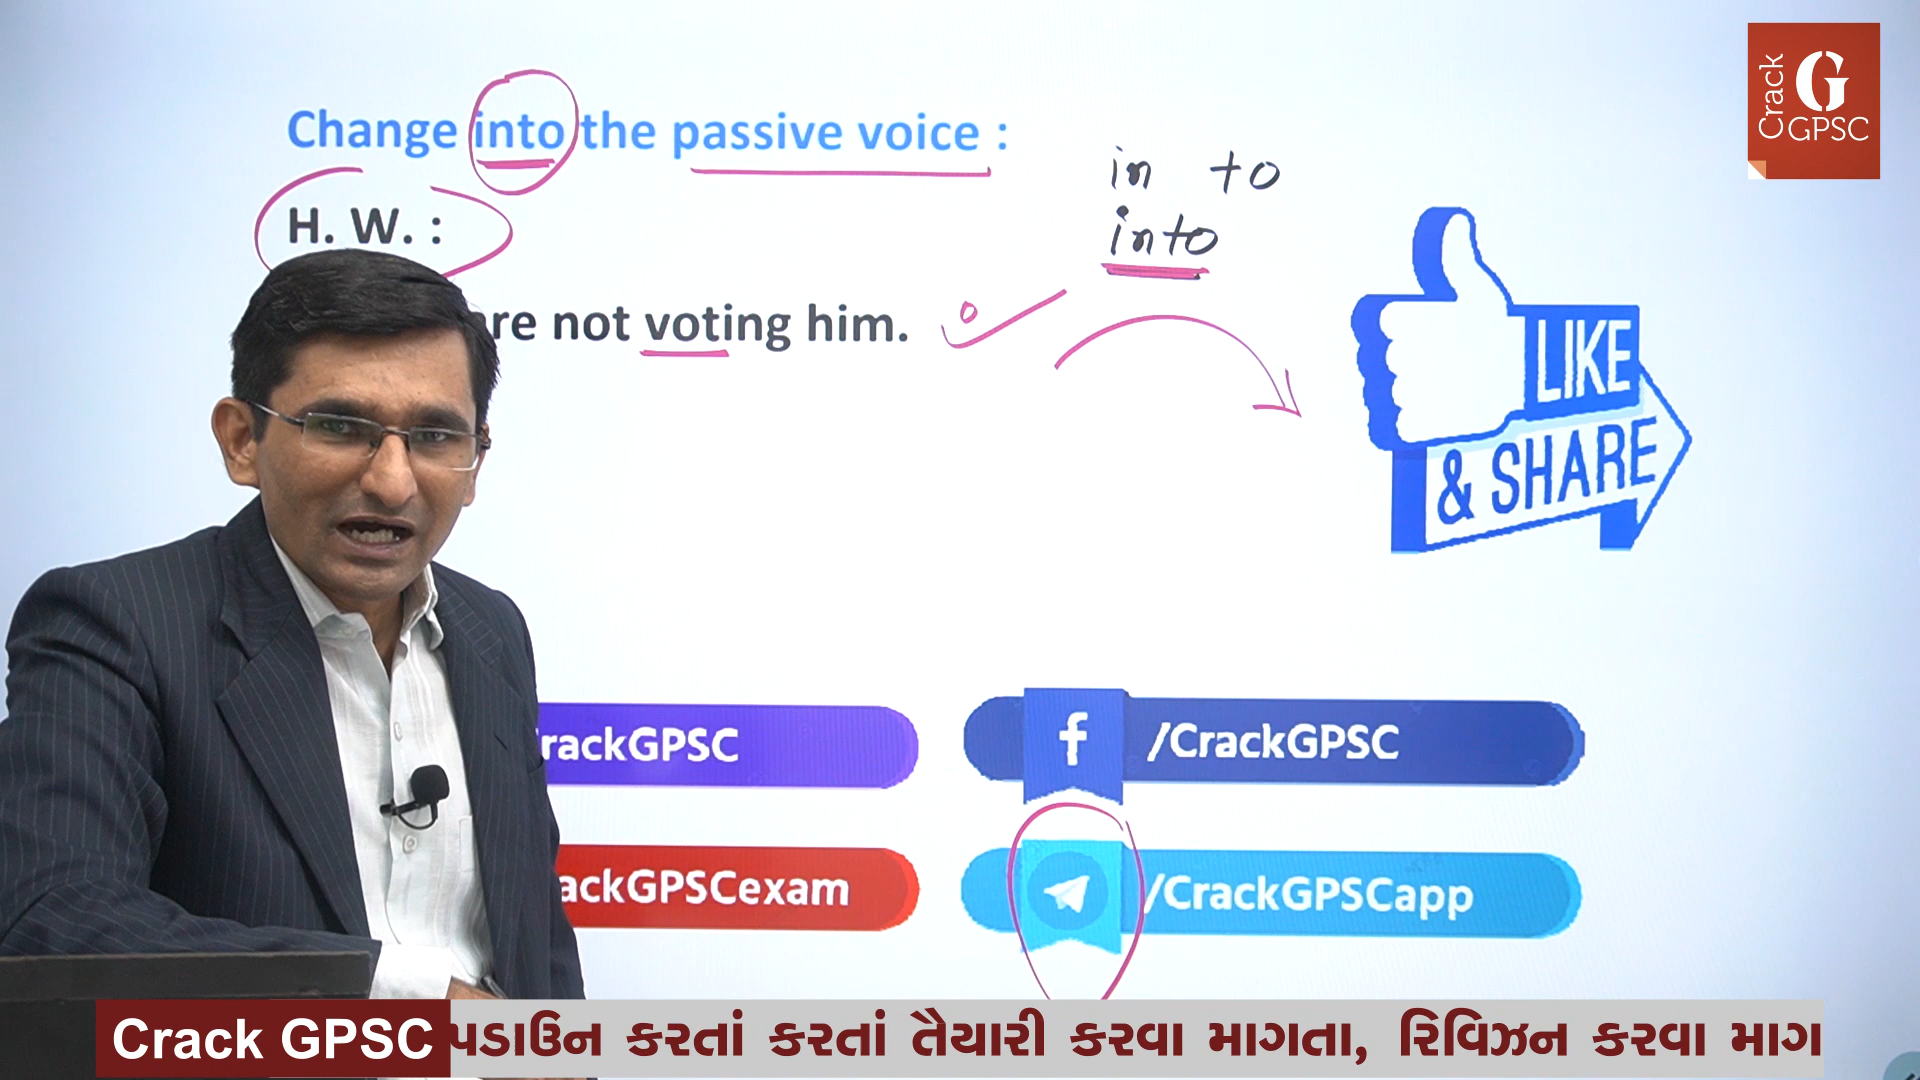 Crack
G
GPSC
Change into the passive voice :
in to
H. W. :
into
re not voting him.
LIKE
& SHARE
rackGPSC
f /CrackGPSC
ackGPSCexam
/CrackGPSCapp
Crack GPSC
પડાઉન કરતાં કરતાં તૈયારી કરવા માગતા, રિવિઝન કરવા માગ